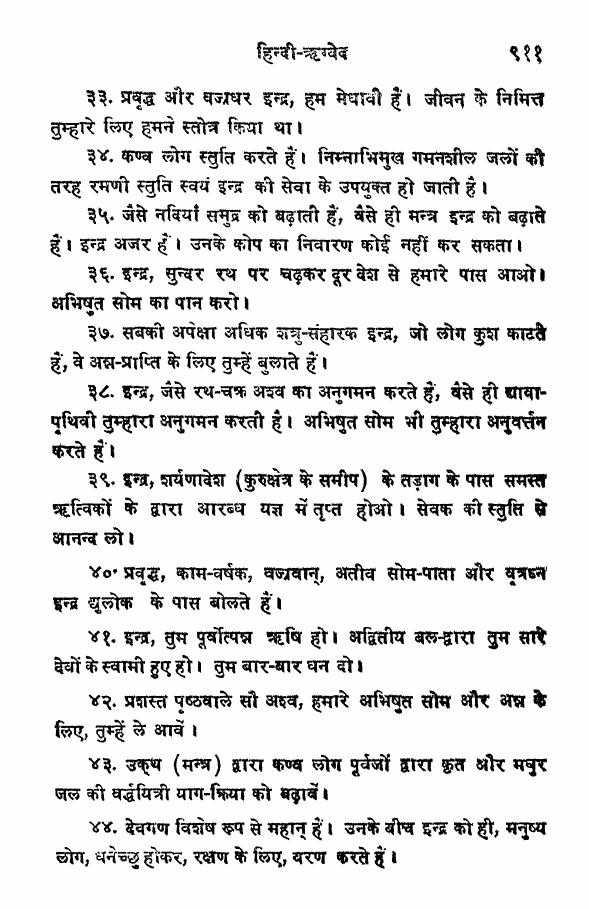 हिन्दी-ऋग्वेद ९११
३३. प्रवृद्ध और वज्रधर इन्द्र, हम मेधावी हैं। जीवन के निमित्त
तुम्हारे लिए हमने स्तोत्र किया था।
३४. कण्व लोग स्तुति करते हैं। निम्नाभिमुख गमनशील जलों की
तरह रमणी स्तुति स्वयं इन्द्र की सेवा के उपयुक्त हो जाती है।
३५. जैसे नदियाँ समुद्र को बढ़ाती हैं, वैसे ही मन्त्र इन्द्र को बढ़ाते
हैं। इन्द्र अजर हैं। उनके कोप का निवारण कोई नहीं कर सकता।
३६. इन्द्र, सुन्दर रथ पर चढ़कर दूर देश से हमारे पास आओ।
अभिषुत सोम का पान करो।
३७. सबकी अपेक्षा अधिक शत्रु-संहारक इन्द्र, जो लोग कुश काटते
हैं, वे अन्न-प्राप्ति के लिए तुम्हें बुलाते हैं।
३८. इन्द्र, जैसे रथ-चक्र अश्व का अनुगमन करते हैं, वैसे ही द्यावा-
पृथिवी तुम्हारा अनुगमन करती है। अभिषुत सोम भी तुम्हारा अनुवर्त्तन
करते हैं।
३९. इन्द्र, शर्यणादेश (कुरुक्षेत्र के समीप) के तड़ाग के पास समस्त
ऋत्विकों के द्वारा आरब्ध यज्ञ में तृप्त होओ। सेवक की स्तुति से
आनन्द लो।
४०. प्रवृद्ध, काम-वर्षक, वज्रवान्, अतीव सोम-पाता और वृत्रघ्न
इन्द्र द्युलोक के पास बोलते हैं।
४१. इन्द्र, तुम पूर्वोत्पन्न ऋषि हो। अद्वितीय बल-द्वारा तुम सारे
देवों के स्वामी हुए हो। तुम बार-बार धन दो।
४२. प्रशस्त पृष्ठवाले सौ अश्व, हमारे अभिषुत सोम और अन्न के
लिए, तुम्हें ले आवें।
४३. उक्थ (मन्त्र) द्वारा कण्व लोग पूर्वजों द्वारा कृत और मधुर
जल की वर्द्धयित्री याग-क्रिया को बढ़ावें।
४४. देवगण विशेष रूप से महान् हैं। उनके बीच इन्द्र को ही, मनुष्य
लोग, धनेच्छु होकर, रक्षण के लिए, वरण करते हैं।